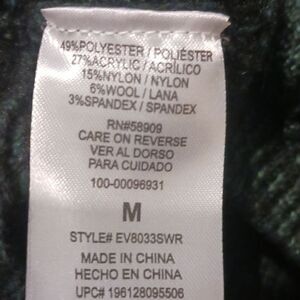 49%POLYESTER / POLIÉSTER
27%ACRYLIC / ACRÍLICO
15%NYLON / NYLON
6%WOOL / LANA
3%SPANDEX / SPANDEX
RN#58909
CARE ON REVERSE
VER AL DORSO
PARA CUIDADO
100-00096931
M
STYLE# EV8033SWR
MADE IN CHINA
HECHO EN CHINA
UPC# 196128095506